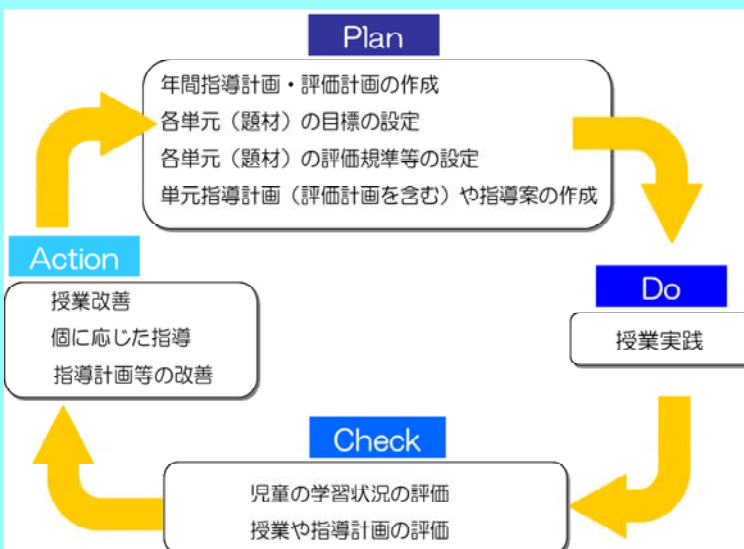 Plan
年間指導計画・評価計画の作成
各単元（題材）の目標の設定
各単元（題材）の評価規準等の設定
単元指導計画（評価計画を含む）や指導案の作成
Do
授業実践
Check
児童の学習状況の評価
授業や指導計画の評価
Action
授業改善
個に応じた指導
指導計画等の改善